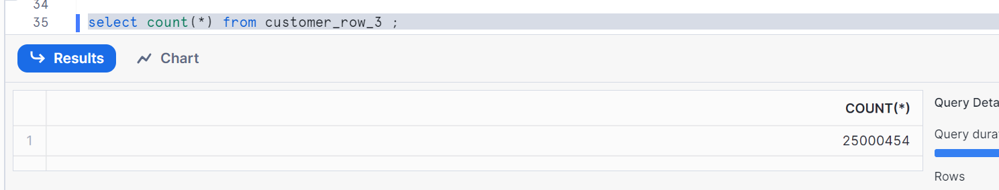 34
35 select count(*) from customer_row_3 ;
Results Chart
COUNT(*)
1 25000454
Query Deta
Query dura
Rows